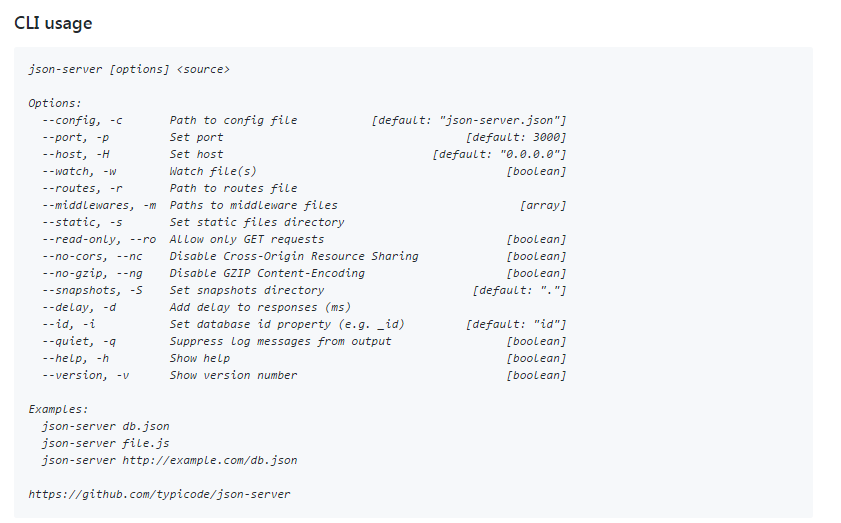 CLI usage
json-server [options] <source>
Options:
--config, -c Path to config file [default: "json-server.json"]
--port, -p Set port [default: 3000]
--host, -H Set host [default: "0.0.0.0"]
--watch, -w Watch file(s) [boolean]
--routes, -r Path to routes file
--middlewares, -m Paths to middleware files [array]
--static, -s Set static files directory
--read-only, --ro Allow only GET requests [boolean]
--no-cors, --nc Disable Cross-Origin Resource Sharing [boolean]
--no-gzip, --ng Disable GZIP Content-Encoding [boolean]
--snapshots, -S Set snapshots directory [default: "."]
--delay, -d Add delay to responses (ms)
--id, -i Set database id property (e.g. _id) [default: "id"]
--quiet, -q Suppress log messages from output [boolean]
--help, -h Show help [boolean]
--version, -v Show version number [boolean]
Examples:
json-server db.json
json-server file.js
json-server http://example.com/db.json
https://github.com/typicode/json-server